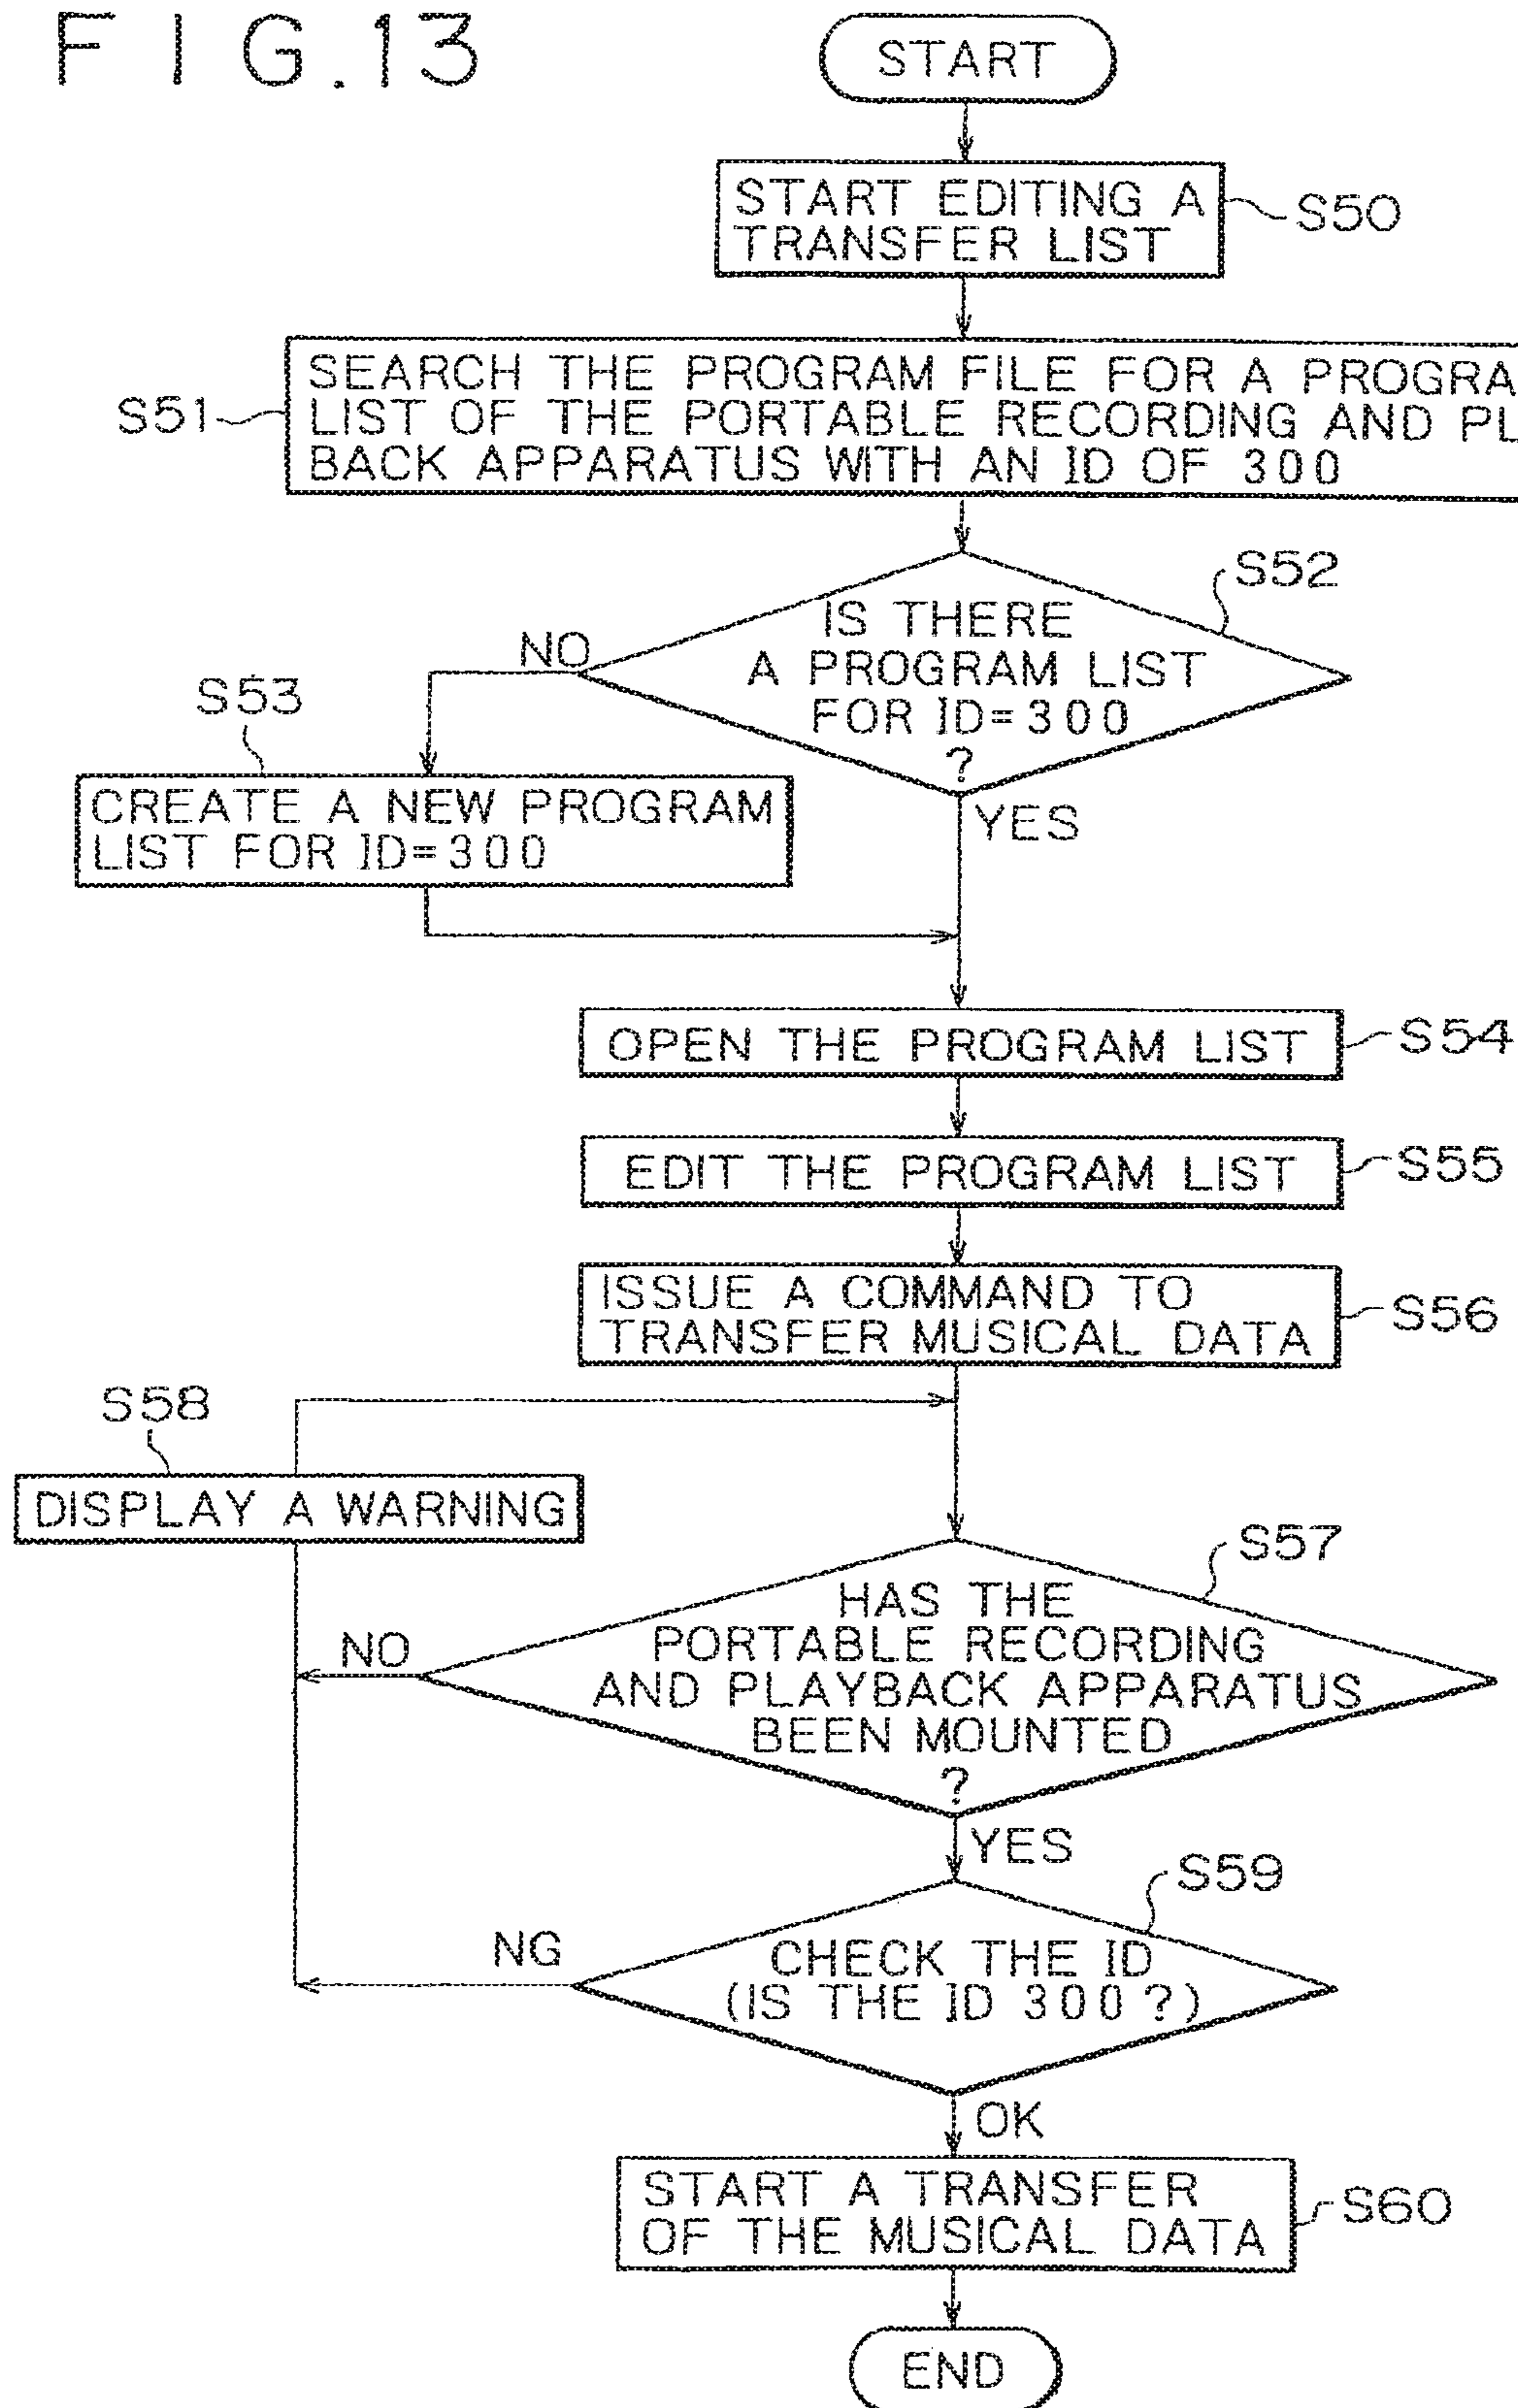 FIG.13
START
START EDITING A
TRANSFER LIST
S50
SEARCH THE PROGRAM FILE FOR A
LIST OF THE PORTABLE RECORDING AND
BACK APPARATUS WITH AN ID OF 300
S51
S52
IS THERE
A PROGRAM LIST
FOR ID=300
?
NO
YES
S53
CREATE A NEW PROGRAM
LIST FOR ID=300
OPEN THE PROGRAM LIST
S54
EDIT THE PROGRAM LIST
S55
ISSUE A COMMAND TO
TRANSFER MUSICAL DATA
S56
S58
DISPLAY A WARNING
S57
HAS THE
PORTABLE RECORDING
AND PLAYBACK APPARATUS
BEEN MOUNTED
?
NO
YES
S59
CHECK THE ID
(IS THE ID 300?)
NG
OK
START A TRANSFER
OF THE MUSICAL DATA
S60
END